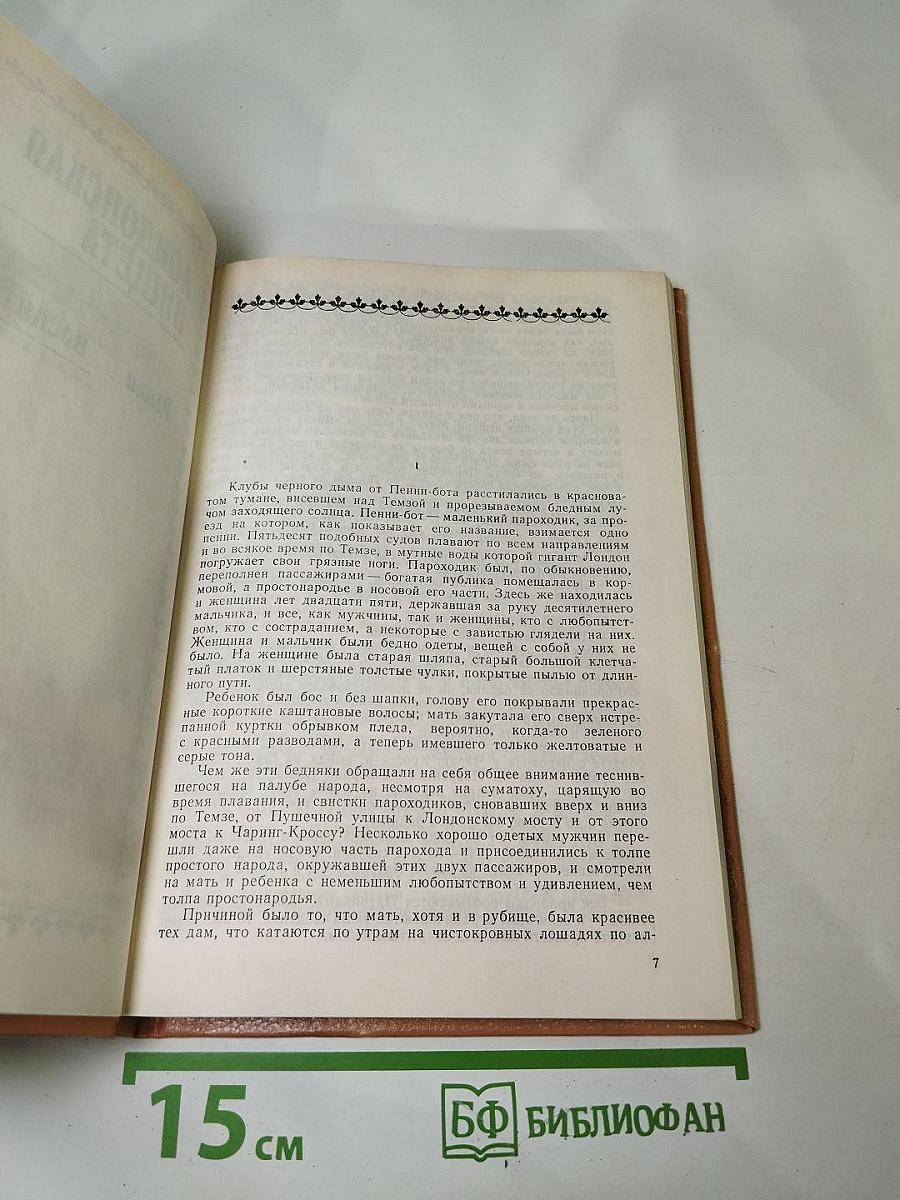 I
Клубы черного дыма от Пенни-бота расстилались в краснова-
том тумане, висевшем над Темзой и прорезываемом бледным лу-
чом заходящего солнца. Пенни-бот — маленький пароходик, за про-
езд на котором, как показывает его название, взимается одно
пенни. Пятьдесят подобных судов плавают по всем направлениям
и во всякое время по Темзе, в мутные воды которой гигант Лондон
погружает свои грязные ноги. Пароходик был, по обыкновению,
переполнен пассажирами — богатая публика помещалась в кор-
мовой, а простонародье в носовой его части. Здесь же находилась
и женщина лет двадцати пяти, державшая за руку десятилетнего
мальчика, и все, как мужчины, так и женщины, кто с любопытст-
вом, кто с состраданием, а некоторые с завистью глядели на них.
Женщина и мальчик были бедно одеты, вещей с собой у них не
было. На женщине была старая шляпа, старый большой клетча-
тый платок и шерстяные толстые чулки, покрытые пылью от длин-
ного пути.
Ребенок был бос и без шапки, голову его покрывали прекрас-
ные короткие каштановые волосы; мать закутала его сверх истре-
панной куртки обрывком пледа, вероятно, когда-то зеленого
с красными разводами, а теперь имевшего только желтоватые и
серые тона.
Чем же эти бедняки обращали на себя общее внимание теснив-
шегося на палубе народа, несмотря на суматоху, царящую во
время плавания, и свистки пароходиков, сновавших вверх и вниз
по Темзе, от Пушечной улицы к Лондонскому мосту и от этого
моста к Чаринг-Кроссу? Несколько хорошо одетых мужчин пере-
шли даже на носовую часть парохода и присоединились к толпе
простого народа, окружавшей этих двух пассажиров, и смотрели
на мать и ребенка с неменьшим любопытством и удивлением, чем
толпа простонародья.
Причиной было то, что мать, хотя и в рубище, была красивее
тех дам, что катаются по утрам на чистокровных лошадях по ал-
7
15 см
БФ БИБЛИОФАН